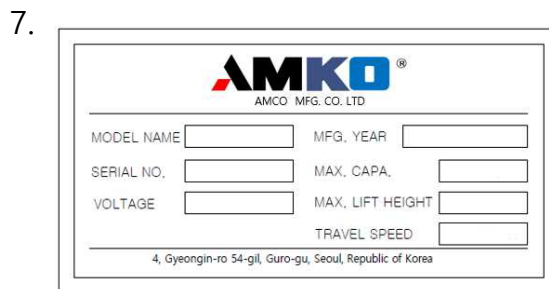 7.
AMKO®
AMCO MFG. CO. LTD
MODEL NAME MFG, YEAR
SERIAL NO, MAX, CAPA,
VOLTAGE MAX, LIFT HEIGHT
TRAVEL SPEED
4, Gyeongin-ro 54-gil, Guro-gu, Seoul, Republic of Korea